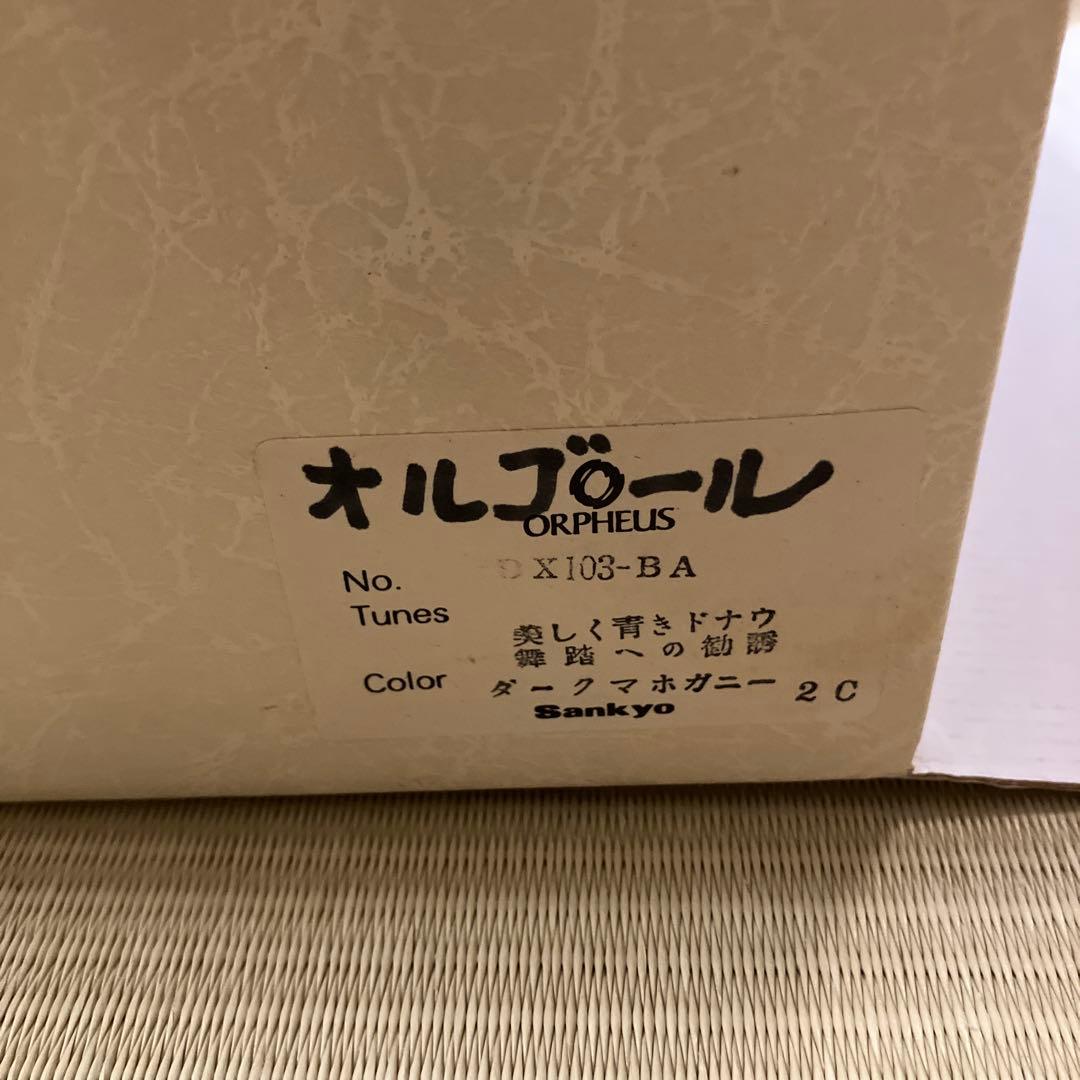 オルゴール
ORPHEUS
No. DX103-BA
Tunes 美しく青きドナウ
舞踏への勧誘
Color ダークマホガニー 2C
Sankyo